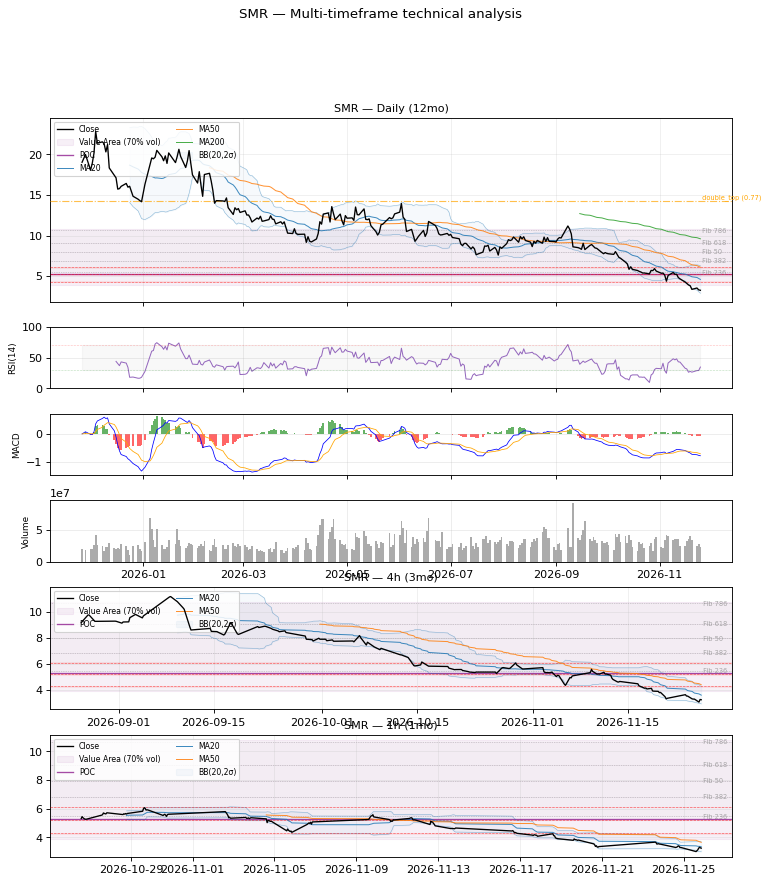 SMR — Multi-timeframe technical analysis
SMR — Daily (12mo)
Close
Value Area (70% vol)
POC
MA20
MA50
MA200
BB(20,2σ)
20
15
10
5
double_top (0.77)
Fib 786
Fib 618
Fib 50
Fib 382
Fib 236
RSI(14)
100
50
0
MACD
0
−1
1e7
Volume
5
0
2026-01
2026-03
2026-05
2026-07
2026-09
2026-11
SMR — 4h (3mo)
Close
Value Area (70% vol)
POC
MA20
MA50
BB(20,2σ)
10
8
6
4
Fib 786
Fib 618
Fib 50
Fib 382
Fib 236
2026-09-01
2026-09-15
2026-10-01
2026-10-15
2026-11-01
2026-11-15
SMR — 1h (1mo)
Close
Value Area (70% vol)
POC
MA20
MA50
BB(20,2σ)
10
8
6
4
Fib 786
Fib 618
Fib 50
Fib 382
Fib 236
2026-10-29
2026-11-01
2026-11-05
2026-11-09
2026-11-13
2026-11-17
2026-11-21
2026-11-25